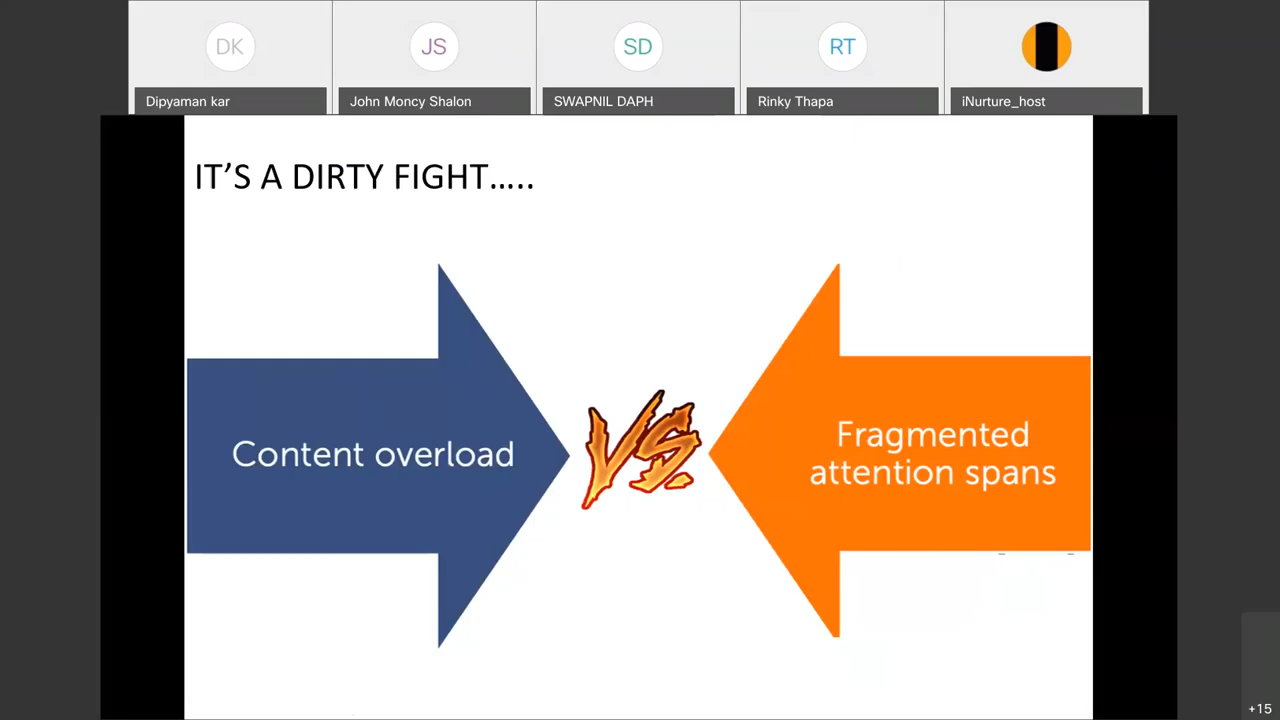 DK
JS
SD
RT
Dipyaman kar
John Moncy Shalon
SWAPNIL DAPH
Rinky Thapa
iNurture_host
IT’S A DIRTY FIGHT…..
Content overload
VS.
Fragmented
attention spans
+15